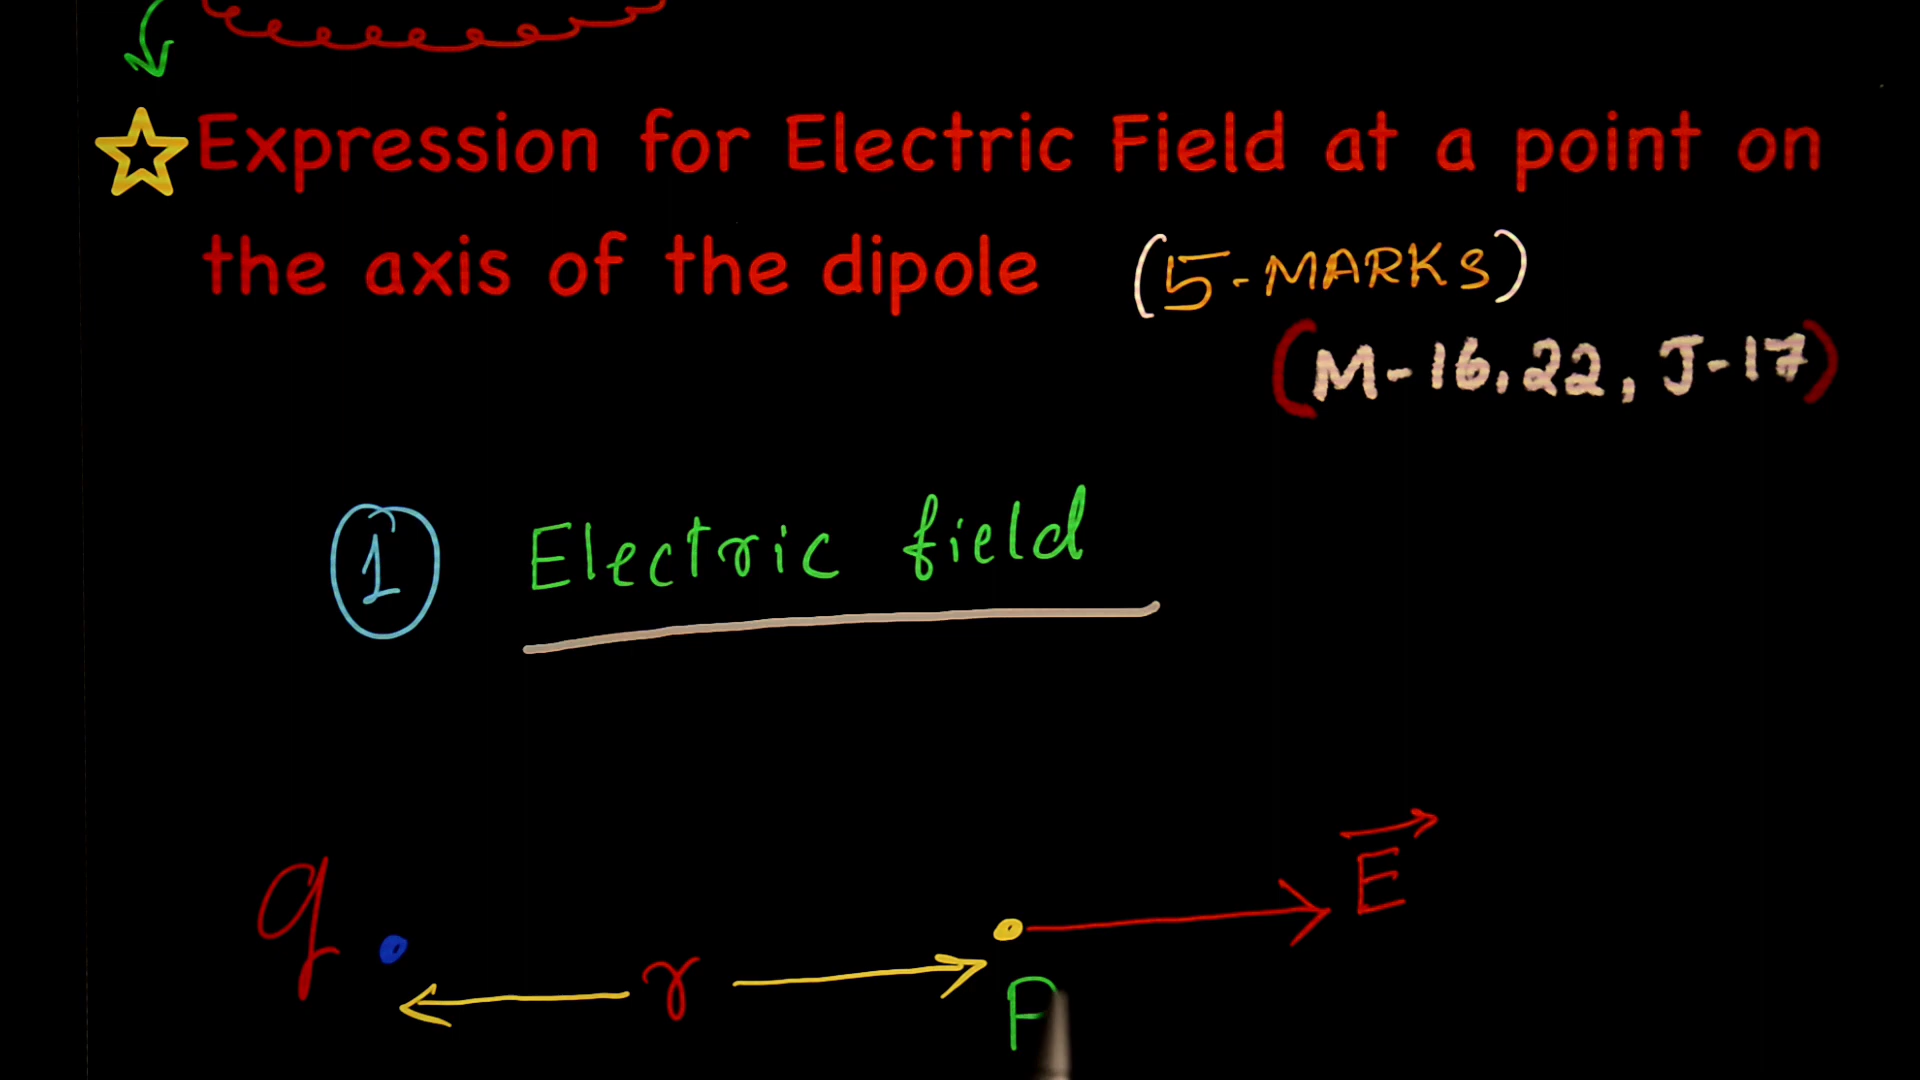 Expression for Electric Field at a point on
the axis of the dipole (5-MARKS)
(M-16,22, J-17)
1 Electric field
E
q
r
P